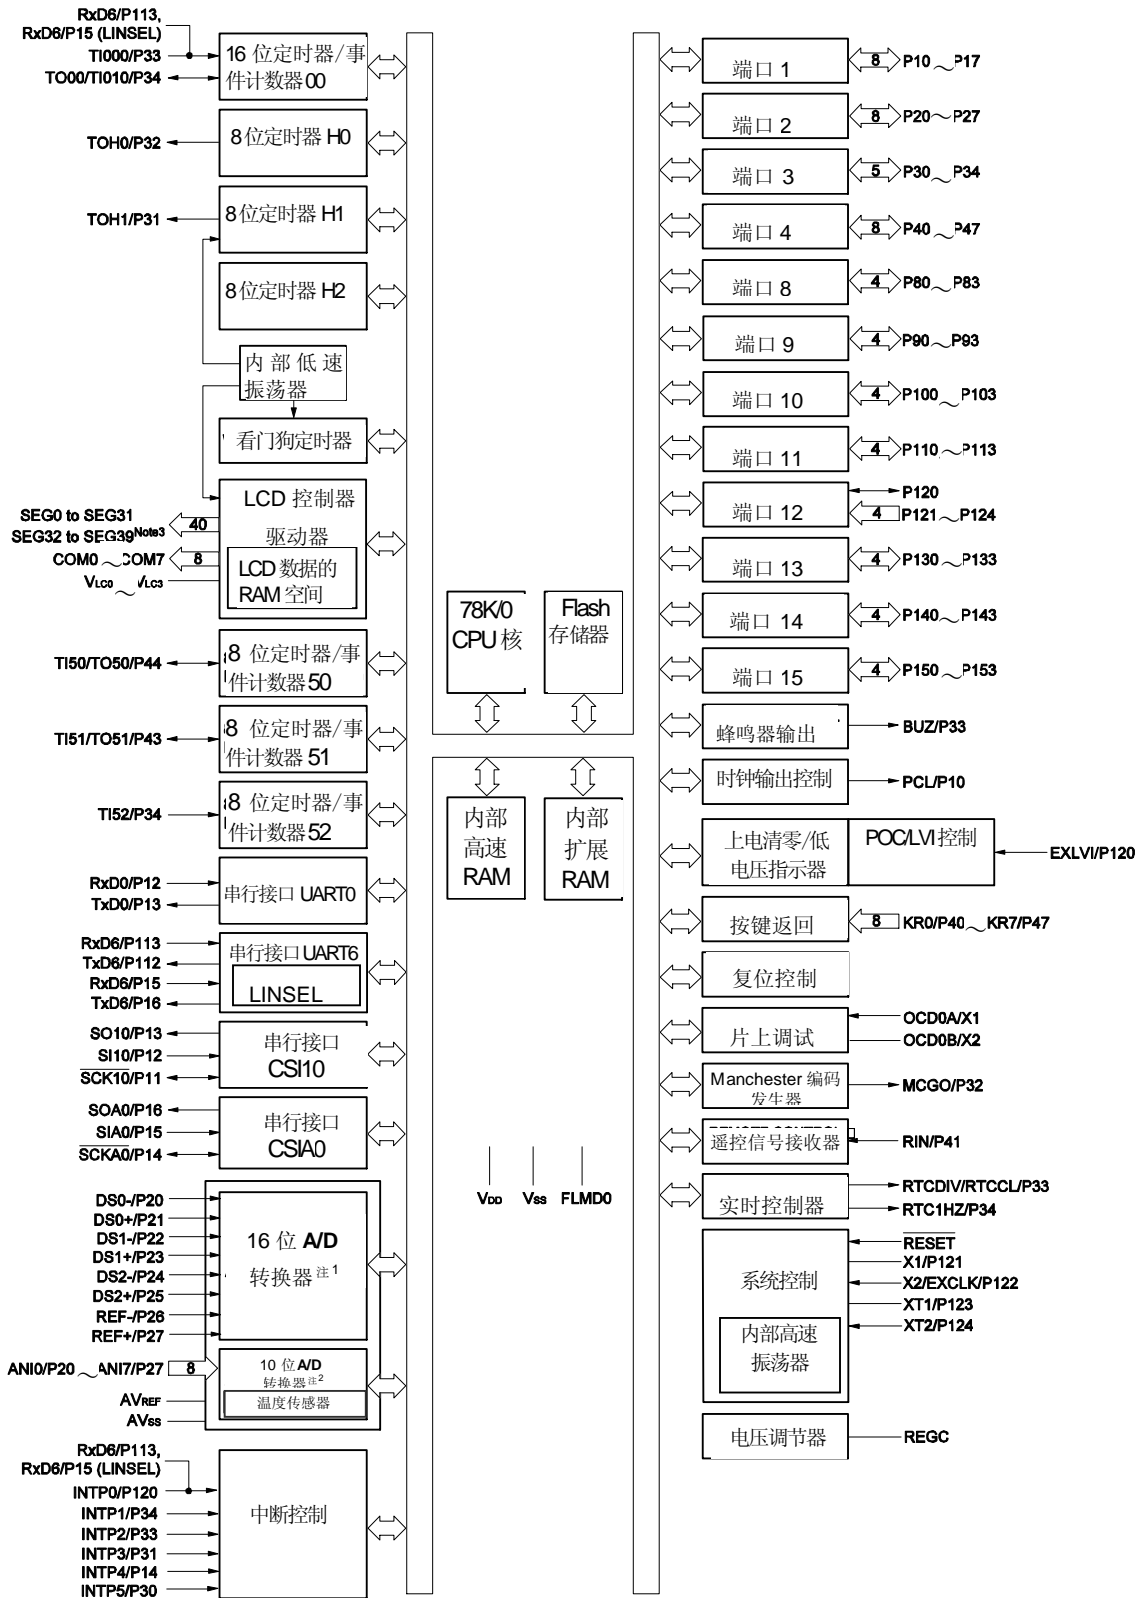 RxD6/P113,
RxD6/P15 (LINSEL)
TI000/P33
TO00/TI010/P34
16 位定时器/事
件计数器00
TOH0/P32
8位定时器 H0
TOH1/P31
8位定时器 H1
8位定时器 H2
内部低速
振荡器
看门狗定时器
SEG0 to SEG31
SEG32 to SEG39Note3
40
COM0～COM7
8
VLC0～VLC3
LCD 控制器
驱动器
LCD 数据的
RAM 空间
TI50/TO50/P44
8 位定时器/事
件计数器50
TI51/TO51/P43
8 位定时器/事
件计数器 51
TI52/P34
8 位定时器/事
件计数器52
RxD0/P12
TxD0/P13
串行接口 UART0
RxD6/P113
TxD6/P112
RxD6/P15
TxD6/P16
串行接口UART6
LINSEL
SO10/P13
SI10/P12
SCK10/P11
串行接口
CSI10
SOA0/P16
SIA0/P15
SCKA0/P14
串行接口
CSIA0
DS0-/P20
DS0+/P21
DS1-/P22
DS1+/P23
DS2-/P24
DS2+/P25
REF-/P26
REF+/P27
16 位 A/D
转换器注1
ANI0/P20～ANI7/P27
8
AVREF
AVSS
10 位A/D
转换器注2
温度传感器
RxD6/P113,
RxD6/P15 (LINSEL)
INTP0/P120
INTP1/P34
INTP2/P33
INTP3/P31
INTP4/P14
INTP5/P30
中断控制
78K/0
CPU 核
Flash
存储器
内部
高速
RAM
内部
扩展
RAM
VDD
VSS
FLMD0
端口 1
8
P10～P17
端口 2
8
P20～P27
端口 3
5
P30～P34
端口 4
8
P40～P47
端口 8
4
P80～P83
端口 9
4
P90～P93
端口 10
4
P100～P103
端口 11
4
P110～P113
端口 12
P120
4
P121～P124
端口 13
4
P130～P133
端口 14
4
P140～P143
端口 15
4
P150～P153
蜂鸣器输出
BUZ/P33
时钟输出控制
PCL/P10
上电清零/低
电压指示器
POC/LVI 控制
EXLVI/P120
按键返回
8
KR0/P40～KR7/P47
复位控制
片上调试
OCD0A/X1
OCD0B/X2
Manchester 编码
发生器
MCGO/P32
遥控信号接收器
RIN/P41
实时控制器
RTCDIV/RTCCL/P33
RTC1HZ/P34
系统控制
内部高速
振荡器
RESET
X1/P121
X2/EXCLK/P122
XT1/P123
XT2/P124
电压调节器
REGC